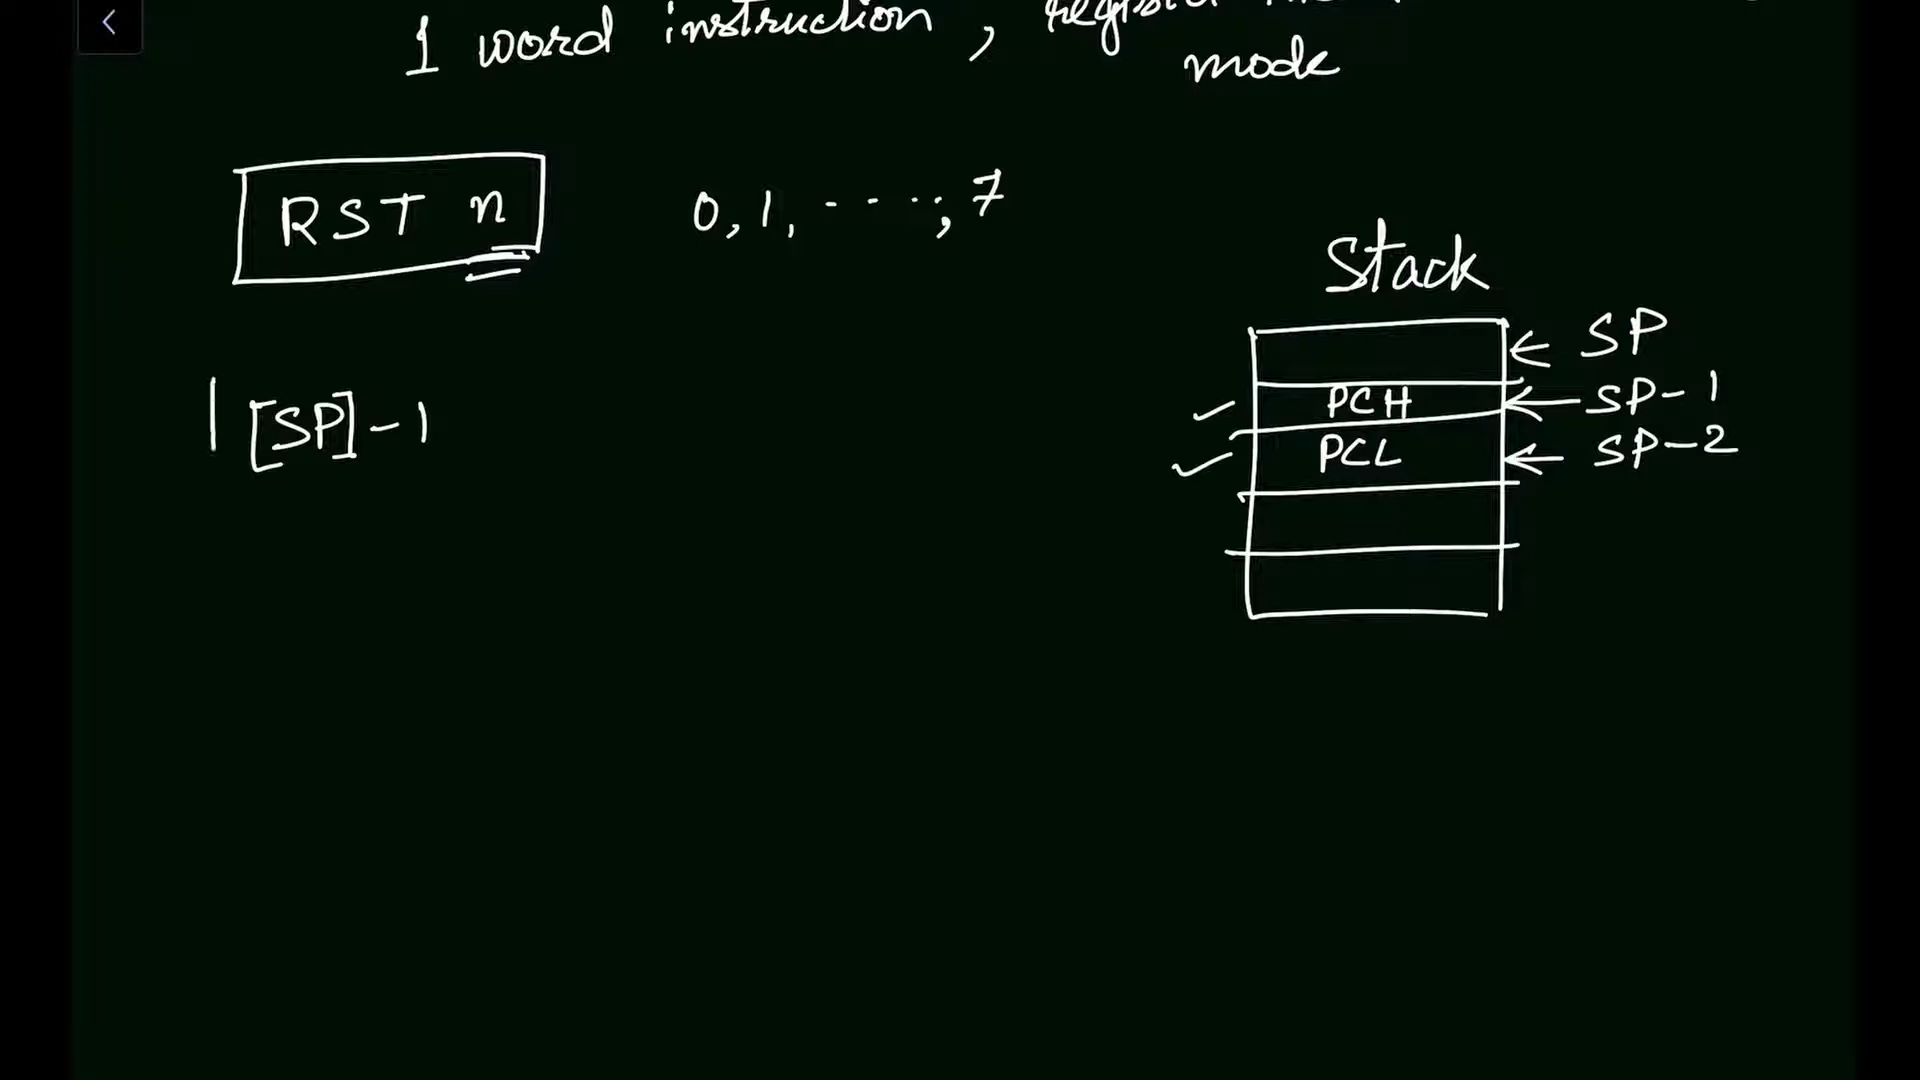 1 word instruction,
mode
RST n 0, 1, ....., 7
Stack
← SP
PCH ← SP-1
PCL ← SP-2
| [SP]-1